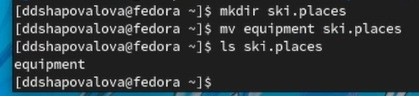 [ddshapovalova@fedora ~]$ mkdir ski.places
[ddshapovalova@fedora ~]$ mv equipment ski.places
[ddshapovalova@fedora ~]$ ls ski.places
equipment
[ddshapovalova@fedora ~]$